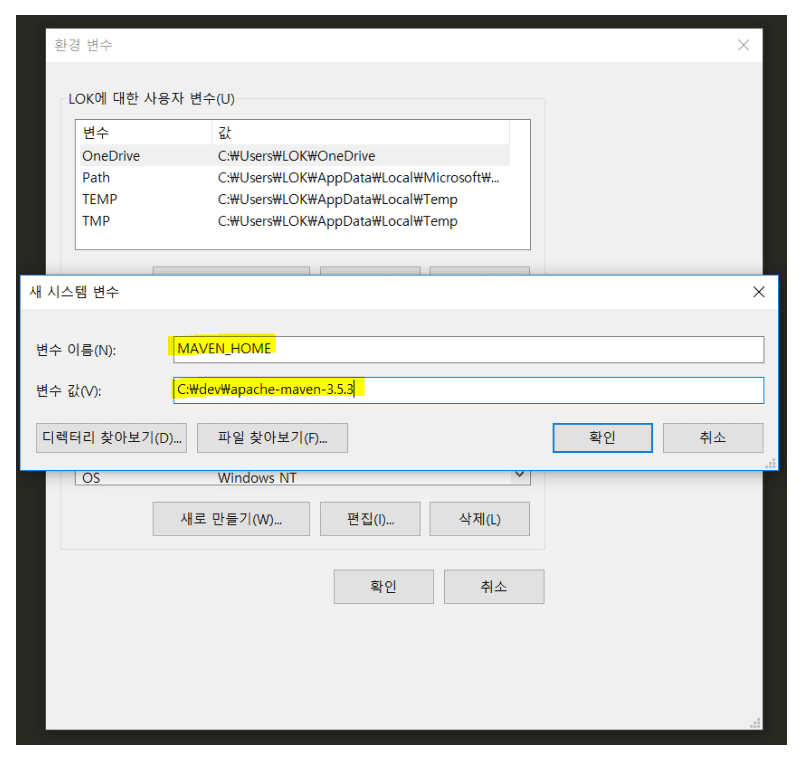 환경 변수
LOK에 대한 사용자 변수(U)
변수 값
OneDrive C:₩Users₩LOK₩OneDrive
Path C:₩Users₩LOK₩AppData₩Local₩Microsoft₩...
TEMP C:₩Users₩LOK₩AppData₩Local₩Temp
TMP C:₩Users₩LOK₩AppData₩Local₩Temp
새 시스템 변수
변수 이름(N): MAVEN_HOME
변수 값(V): C:₩dev₩apache-maven-3.5.3
디렉터리 찾아보기(D)... 파일 찾아보기(F)... 확인 취소
OS Windows NT
새로 만들기(W)... 편집(I)... 삭제(L)
확인 취소